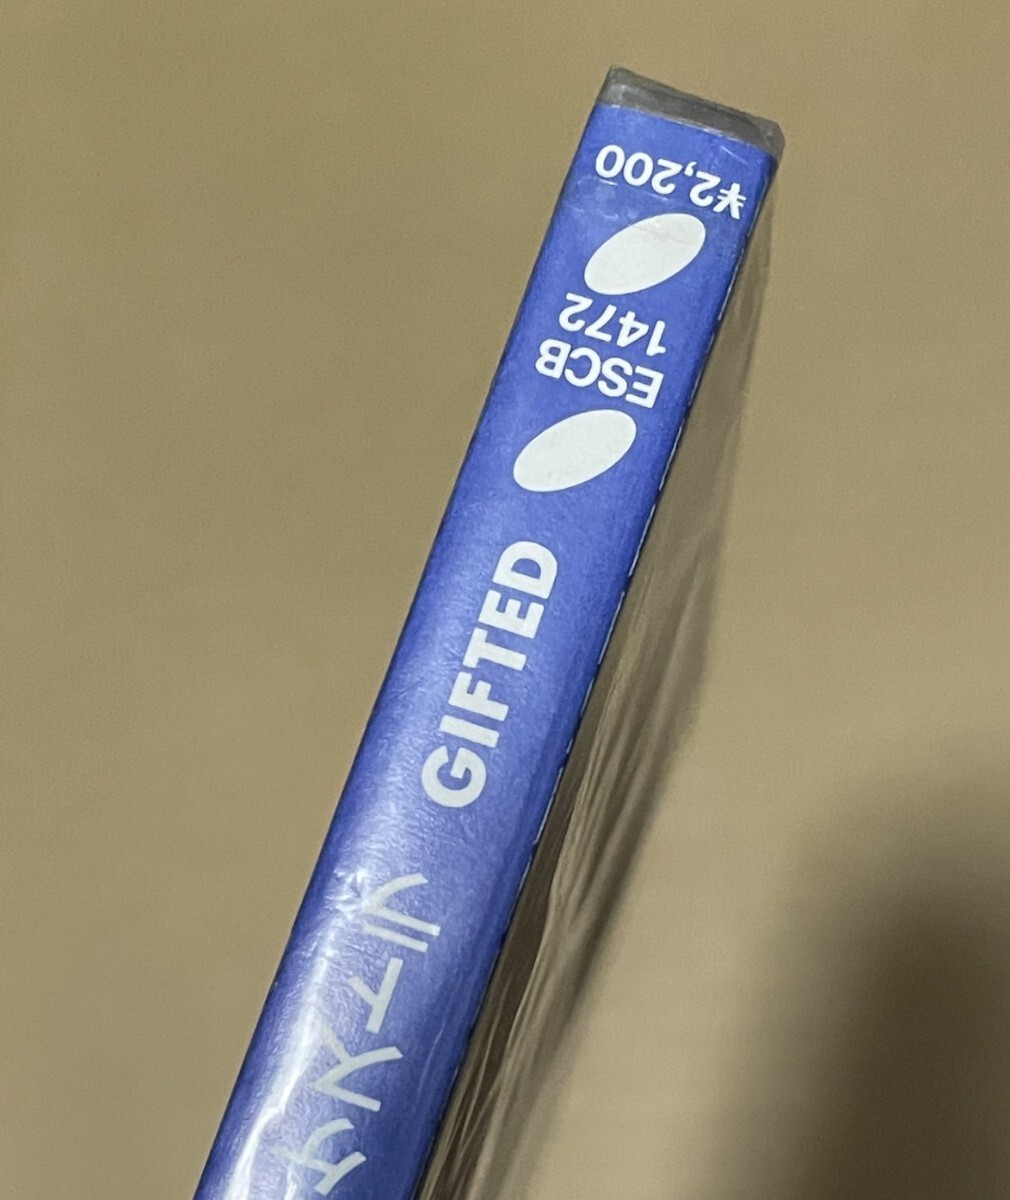 GIFTED
ESCB
1472
¥2,200